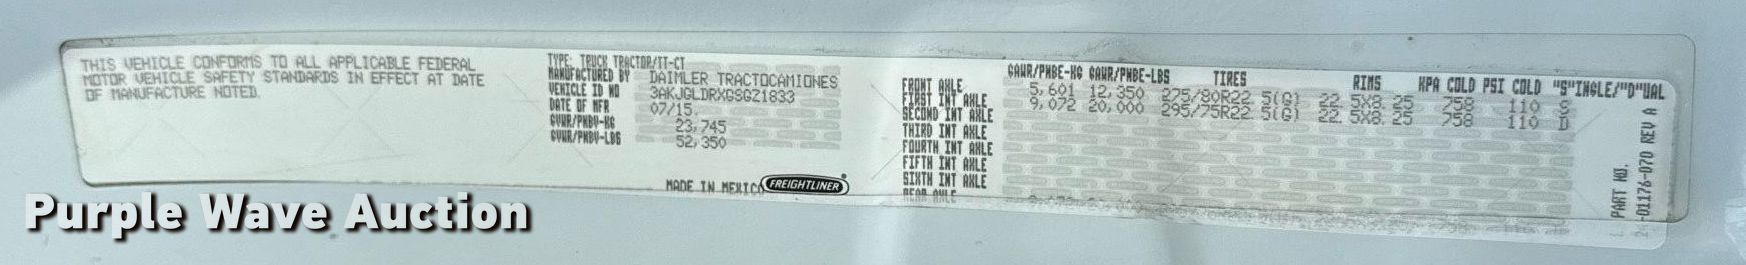 THIS VEHICLE CONFORMS TO ALL APPLICABLE FEDERAL
MOTOR VEHICLE SAFETY STANDARDS IN EFFECT AT DATE
OF MANUFACTURE NOTED.
TYPE: TRUCK TRACTOR/TT-CT
MANUFACTURED BY DAIMLER TRACTOCAMIONES
VEHICLE ID NO 3AKJGLDRXGSGZ1833
DATE OF MFR 07/15
GVWR/PNBV-KG 23,745
GVWR/PNBV-LBS 52,350
MADE IN MEXICO FREIGHTLINER
GAWR/PNBE-KG GAWR/PNBE-LBS TIRES RIMS KPA COLD PSI COLD "S"INGLE/"D"UAL
FRONT AXLE 5,601 12,350 275/80R22.5(G) 22.5X8.25 758 110 S
FIRST INT AXLE 9,072 20,000 295/75R22.5(G) 22.5X8.25 758 110 D
SECOND INT AXLE
THIRD INT AXLE
FOURTH INT AXLE
FIFTH INT AXLE
SIXTH INT AXLE
REAR AXLE
PART NO.
-01176-070 REV A
Purple Wave Auction